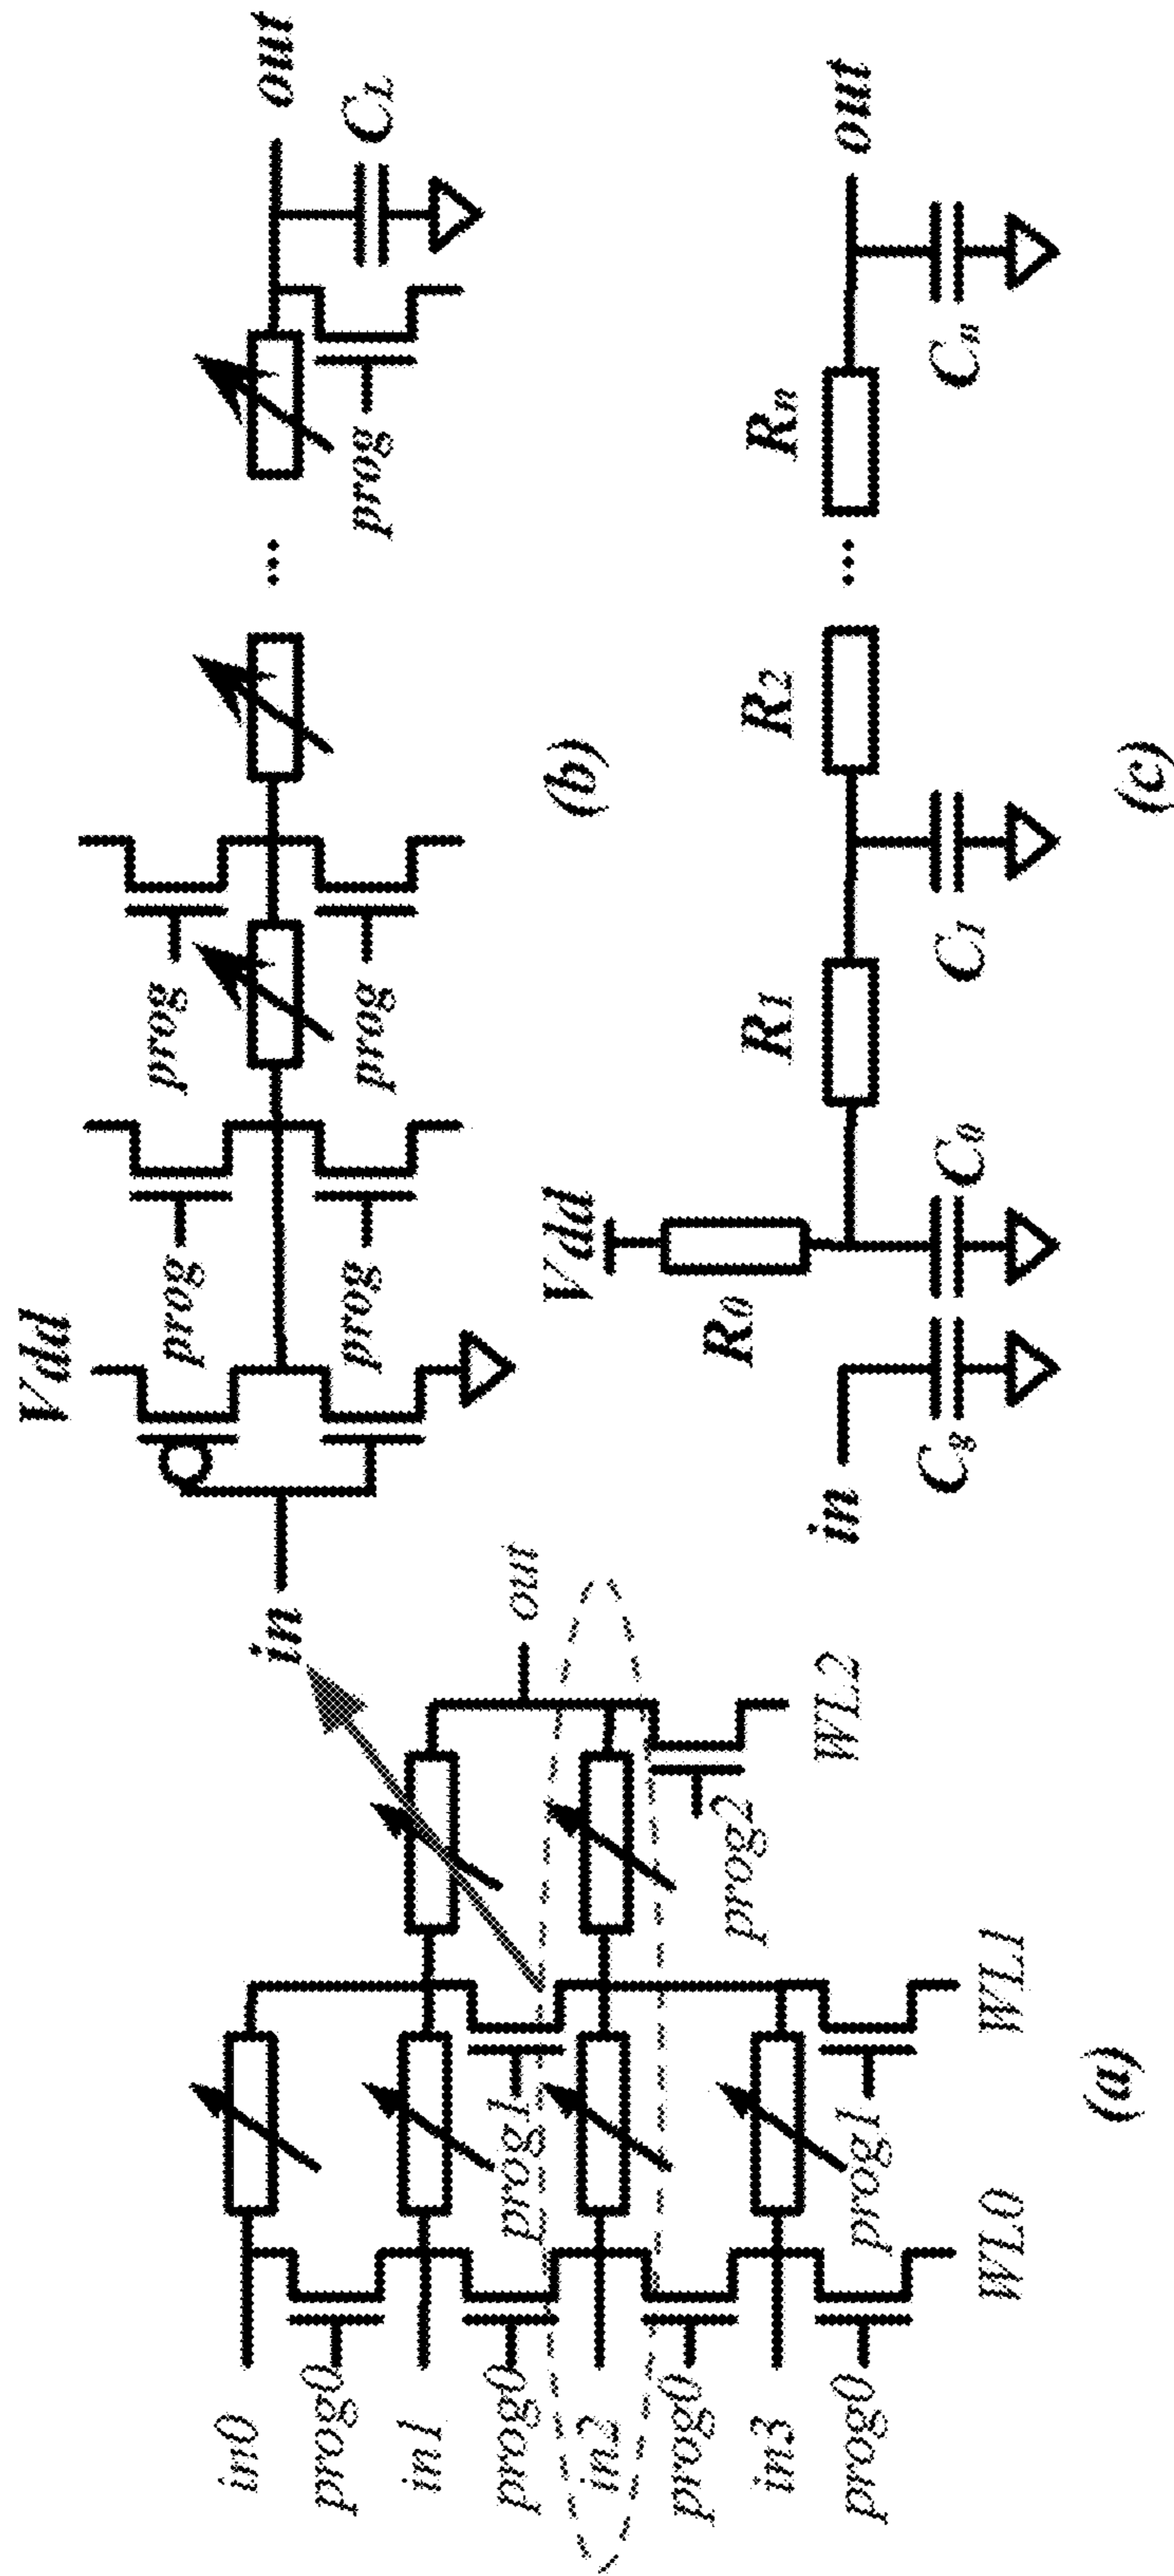 in0
prog0
in1
prog0
in2
prog0
in3
prog0
prog1
prog1
WL0
WL1
prog2
WL2
out
(a)
in
Vdd
prog
prog
prog
prog
...
prog
CL
out
(b)
in
Cg
Vdd
R0
C0
R1
C1
R2
...
Rn
Cn
out
(c)